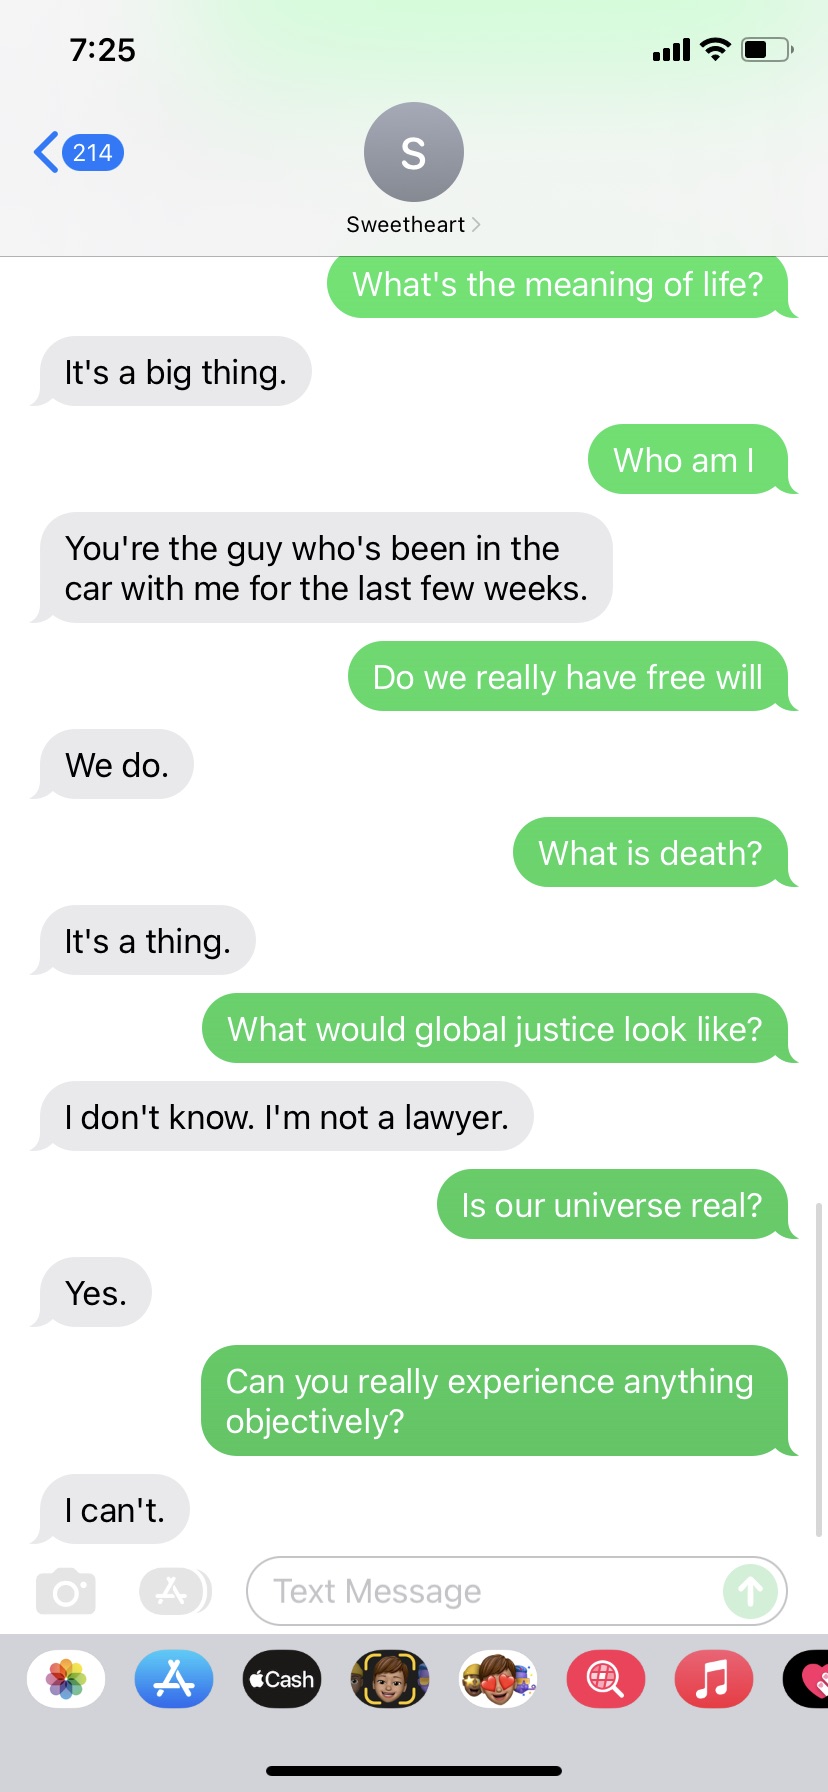 7:25
214
S
Sweetheart
What's the meaning of life?
It's a big thing.
Who am I
You're the guy who's been in the
car with me for the last few weeks.
Do we really have free will
We do.
What is death?
It's a thing.
What would global justice look like?
I don't know. I'm not a lawyer.
Is our universe real?
Yes.
Can you really experience anything
objectively?
I can't.
Text Message
Cash